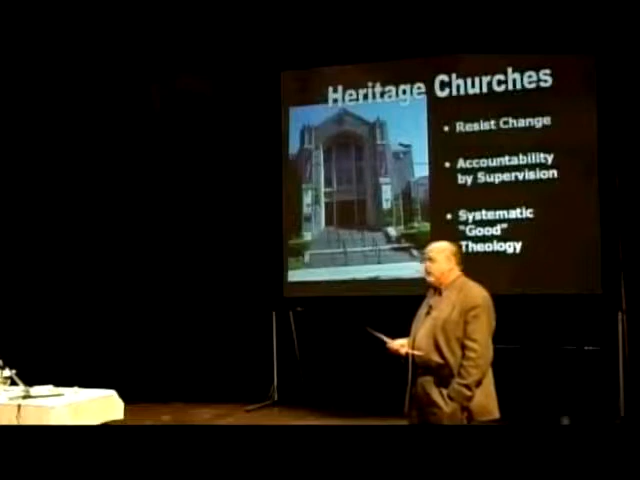 Heritage Churches
• Resist Change
• Accountability
by Supervision
• Systematic
"Good"
Theology